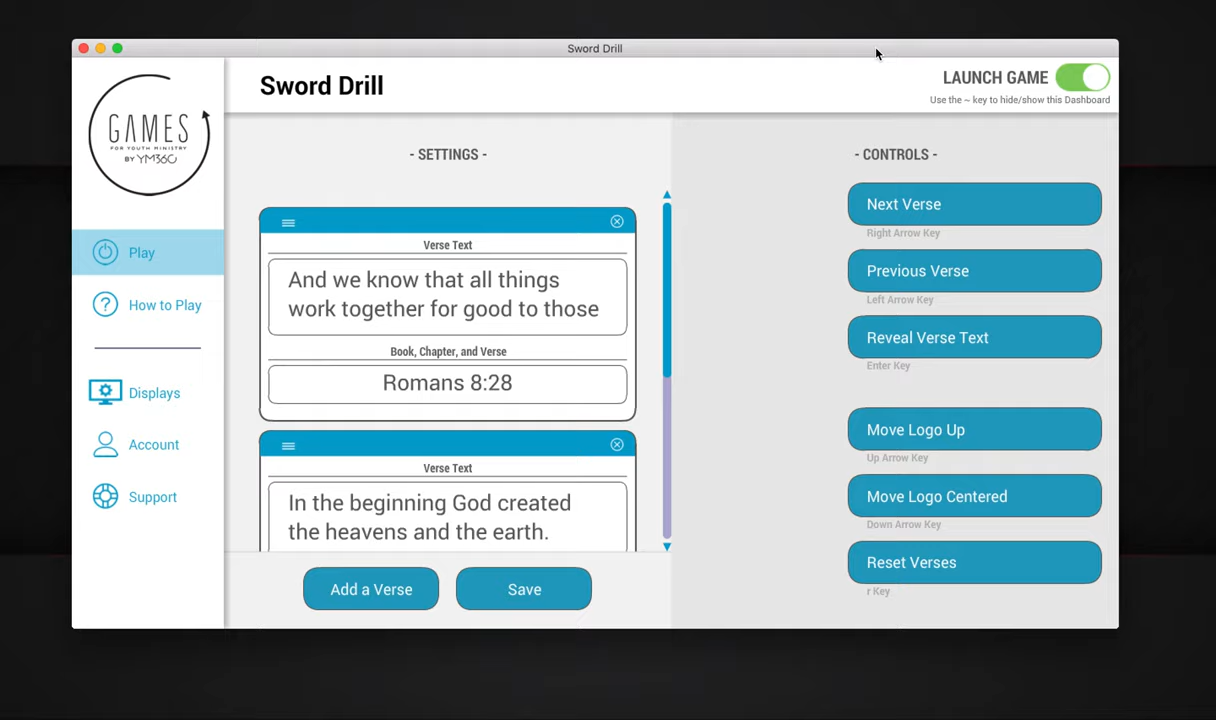 Sword Drill
GAMES
FOR YOUTH MINISTRY
BY YM360
Play
How to Play
Displays
Account
Support
Sword Drill
LAUNCH GAME
Use the ~ key to hide/show this Dashboard
- SETTINGS -
Verse Text
And we know that all things
work together for good to those
Book, Chapter, and Verse
Romans 8:28
Verse Text
In the beginning God created
the heavens and the earth.
Add a Verse
Save
- CONTROLS -
Next Verse
Right Arrow Key
Previous Verse
Left Arrow Key
Reveal Verse Text
Enter Key
Move Logo Up
Up Arrow Key
Move Logo Centered
Down Arrow Key
Reset Verses
r Key